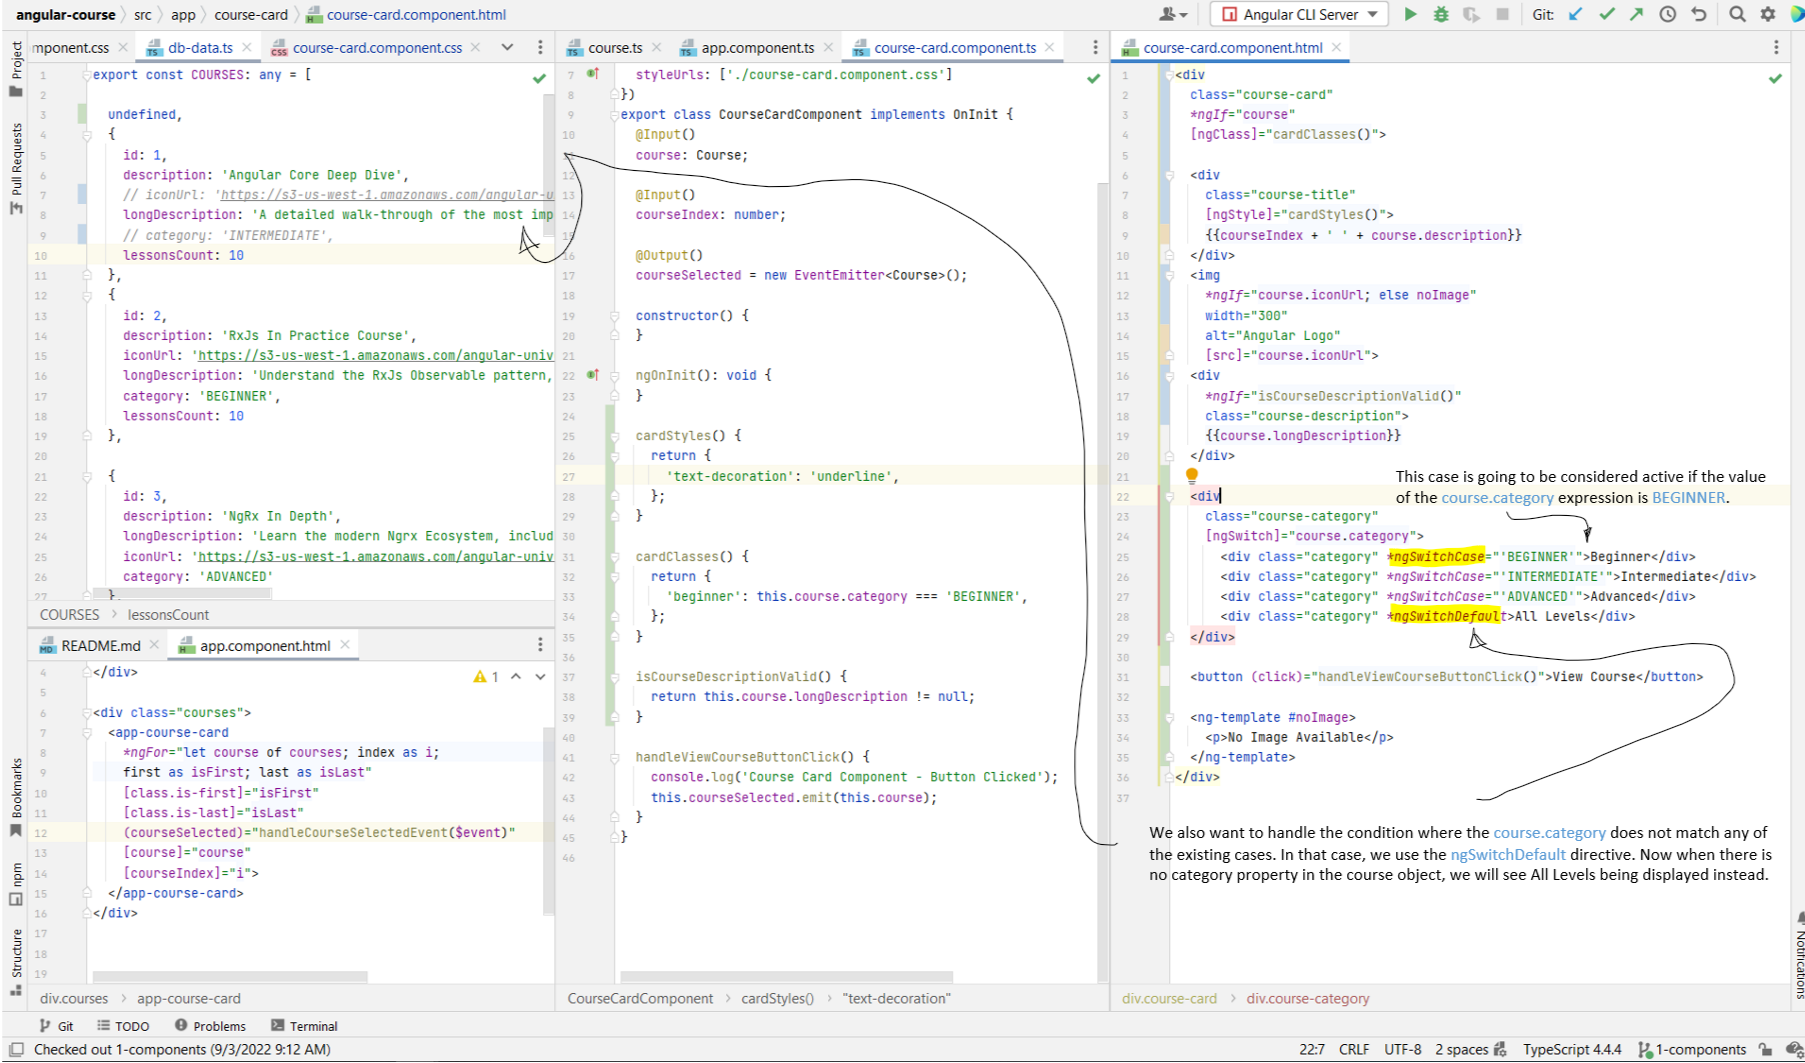 angular-course  src  app  course-card  course-card.component.html
Angular CLI Server  Git:
Project
Pull Requests
Bookmarks
npm
Structure
mponent.css  db-data.ts  course-card.component.css
1 export const COURSES: any = [
2
3 undefined,
4 {
5 id: 1,
6 description: 'Angular Core Deep Dive',
7 // iconUrl: 'https://s3-us-west-1.amazonaws.com/angular-u
8 longDescription: 'A detailed walk-through of the most imp
9 // category: 'INTERMEDIATE',
10 lessonsCount: 10
11 },
12 {
13 id: 2,
14 description: 'RxJs In Practice Course',
15 iconUrl: 'https://s3-us-west-1.amazonaws.com/angular-univ
16 longDescription: 'Understand the RxJs Observable pattern,
17 category: 'BEGINNER',
18 lessonsCount: 10
19 },
20
21 {
22 id: 3,
23 description: 'NgRx In Depth',
24 longDescription: 'Learn the modern Ngrx Ecosystem, includ
25 iconUrl: 'https://s3-us-west-1.amazonaws.com/angular-univ
26 category: 'ADVANCED'
27 },
COURSES > lessonsCount
README.md  app.component.html
1
4 </div>
5
6 <div class="courses">
7 <app-course-card
8 *ngFor="let course of courses; index as i;
9 first as isFirst; last as isLast"
10 [class.is-first]="isFirst"
11 [class.is-last]="isLast"
12 (courseSelected)="handleCourseSelectedEvent($event)"
13 [course]="course"
14 [courseIndex]="i">
15 </app-course-card>
16 </div>
17
18
19
div.courses > app-course-card
course.ts  app.component.ts  course-card.component.ts
7 styleUrls: ['./course-card.component.css']
8 })
9 export class CourseCardComponent implements OnInit {
10 @Input()
course: Course;
12
13 @Input()
14 courseIndex: number;
15
16 @Output()
17 courseSelected = new EventEmitter<Course>();
18
19 constructor() {
20 }
21
22 ngOnInit(): void {
23 }
24
25 cardStyles() {
26 return {
27 'text-decoration': 'underline',
28 };
29 }
30
31 cardClasses() {
32 return {
33 'beginner': this.course.category === 'BEGINNER',
34 };
35 }
36
37 isCourseDescriptionValid() {
38 return this.course.longDescription != null;
39 }
40
41 handleViewCourseButtonClick() {
42 console.log('Course Card Component - Button Clicked');
43 this.courseSelected.emit(this.course);
44 }
45 }
46
CourseCardComponent > cardStyles() > "text-decoration"
course-card.component.html
1 <div
2 class="course-card"
3 *ngIf="course"
4 [ngClass]="cardClasses()">
5
6 <div
7 class="course-title"
8 [ngStyle]="cardStyles()">
9 {{courseIndex + ' ' + course.description}}
10 </div>
11 <img
12 *ngIf="course.iconUrl; else noImage"
13 width="300"
14 alt="Angular Logo"
15 [src]="course.iconUrl">
16 <div
17 *ngIf="isCourseDescriptionValid()"
18 class="course-description">
19 {{course.longDescription}}
20 </div>
21
This case is going to be considered active if the value
of the course.category expression is BEGINNER.
22 <div
23 class="course-category"
24 [ngSwitch]="course.category">
25 <div class="category" *ngSwitchCase="'BEGINNER'">Beginner</div>
26 <div class="category" *ngSwitchCase="'INTERMEDIATE'">Intermediate</div>
27 <div class="category" *ngSwitchCase="'ADVANCED'">Advanced</div>
28 <div class="category" *ngSwitchDefault>All Levels</div>
29 </div>
30
31 <button (click)="handleViewCourseButtonClick()">View Course</button>
32
33 <ng-template #noImage>
34 <p>No Image Available</p>
35 </ng-template>
36 </div>
37
We also want to handle the condition where the course.category does not match any of
the existing cases. In that case, we use the ngSwitchDefault directive. Now when there is
no category property in the course object, we will see All Levels being displayed instead.
div.course-card > div.course-category
Notifications
Git  TODO  Problems  Terminal
Checked out 1-components (9/3/2022 9:12 AM)  22:7  CRLF  UTF-8  2 spaces  TypeScript 4.4.4  1-components